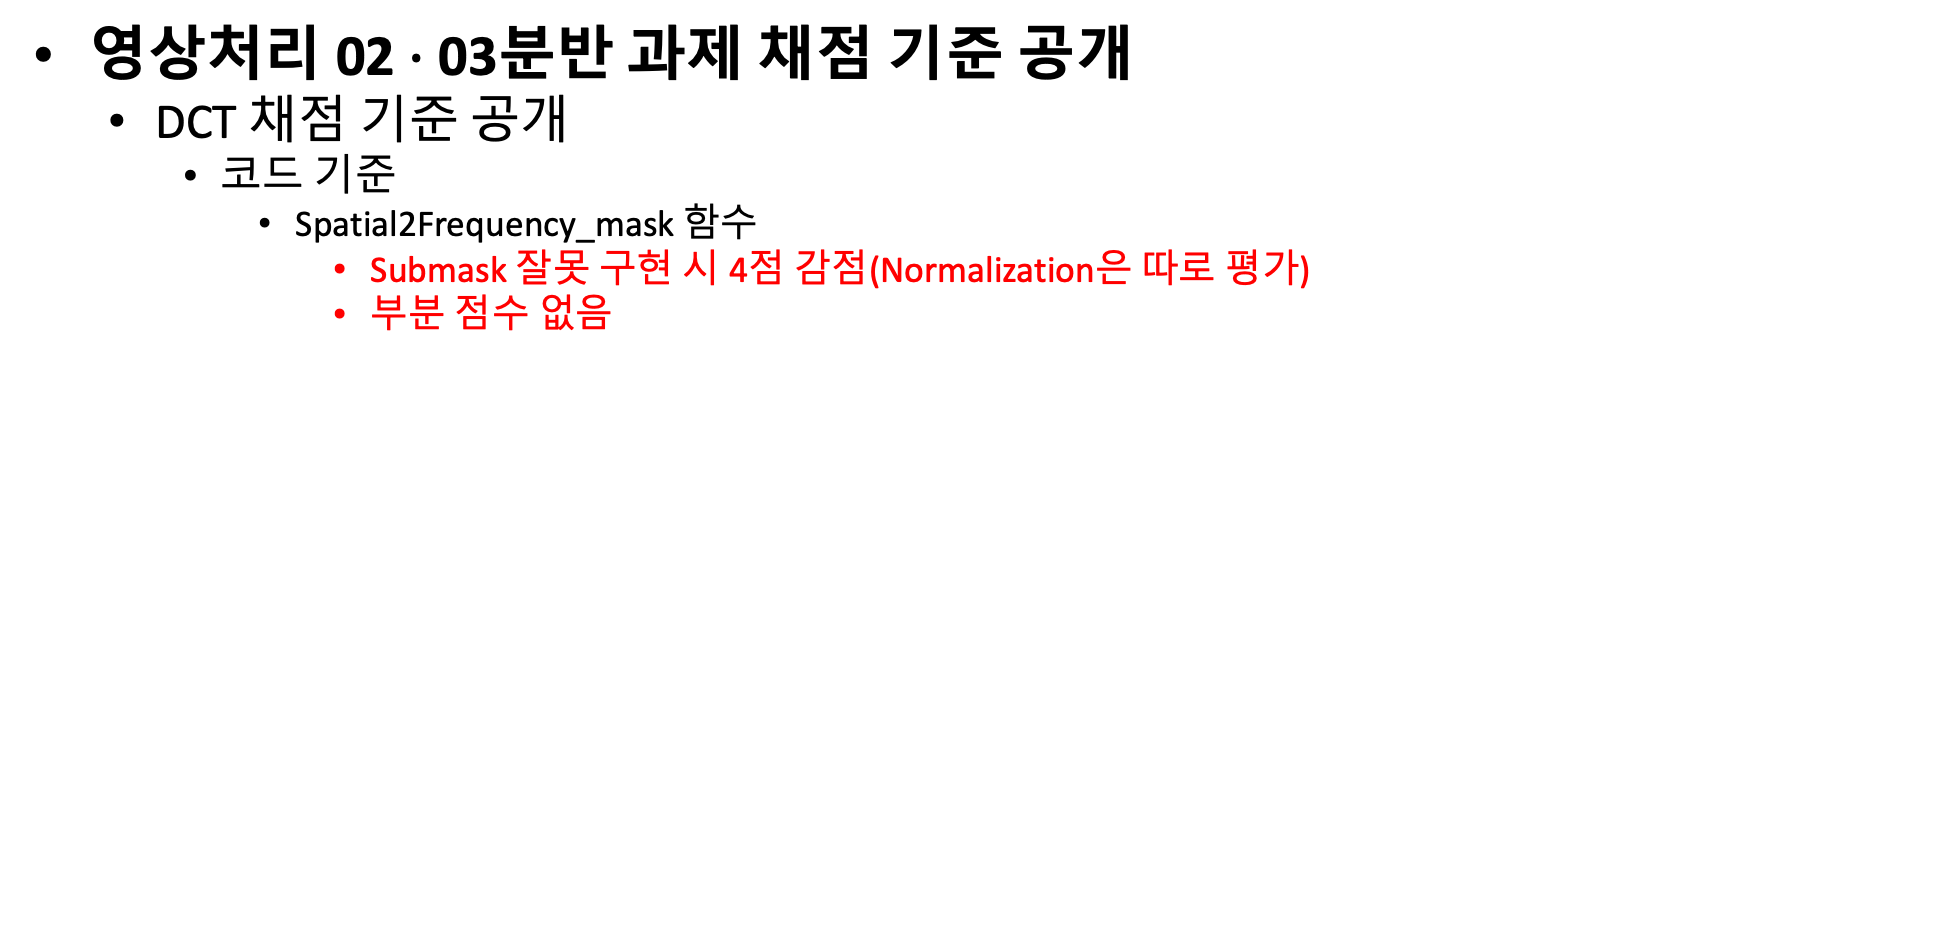 • 영상처리 02 · 03분반 과제 채점 기준 공개
• DCT 채점 기준 공개
• 코드 기준
• Spatial2Frequency_mask 함수
• Submask 잘못 구현 시 4점 감점(Normalization은 따로 평가)
• 부분 점수 없음